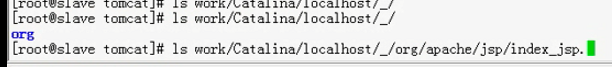 [root@slave tomcat]# ls work/Catalina/localhost/_/
[root@slave tomcat]# ls work/Catalina/localhost/_/
org
[root@slave tomcat]# ls work/Catalina/localhost/_/org/apache/jsp/index_jsp.